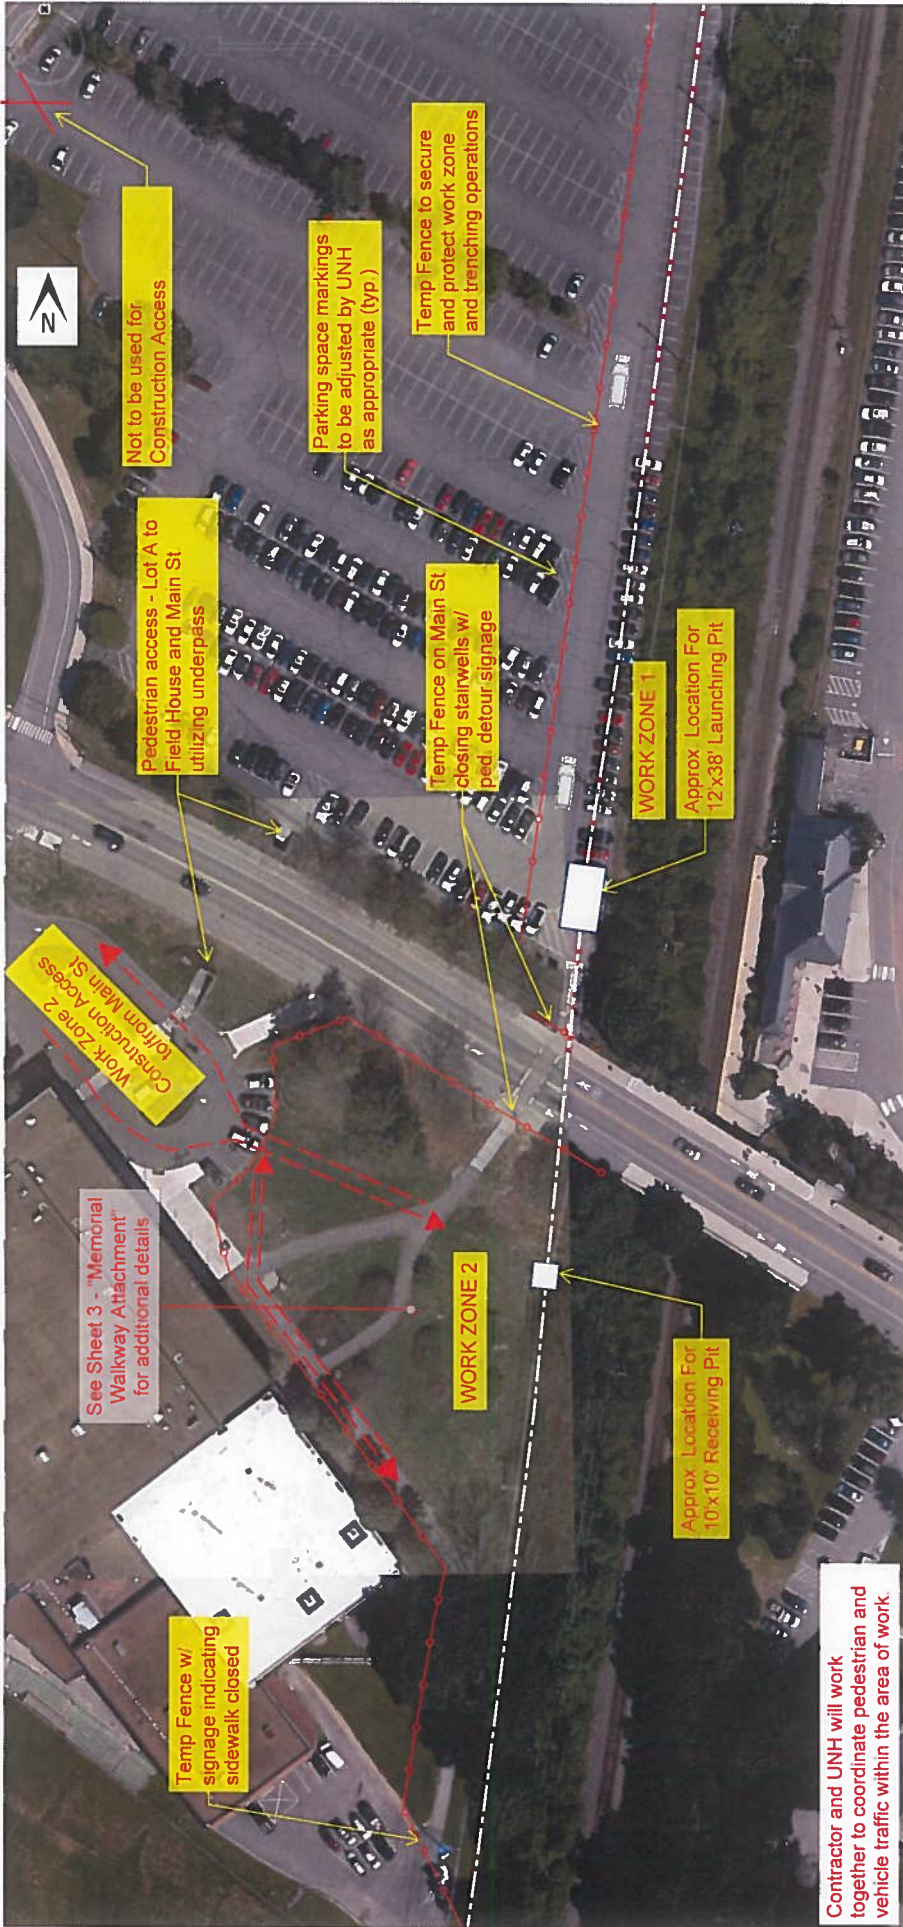 N
Not to be used for
Construction Access
Pedestrian access - Lot A to
Field House and Main St
utilizing underpass
Parking space markings
to be adjusted by UNH
as appropriate (typ.)
Temp Fence to secure
and protect work zone
and trenching operations
Temp Fence on Main St
closing stairwells w/
ped. detour signage
WORK ZONE 1
Approx Location For
12'x38' Launching Pit
Work Zone 2
Construction Access
to/from Main St
See Sheet 3 - "Memorial
Walkway Attachment"
for additional details
WORK ZONE 2
Approx Location For
10'x10' Receiving Pit
Temp Fence w/
signage indicating
sidewalk closed
Contractor and UNH will work
together to coordinate pedestrian and
vehicle traffic within the area of work.